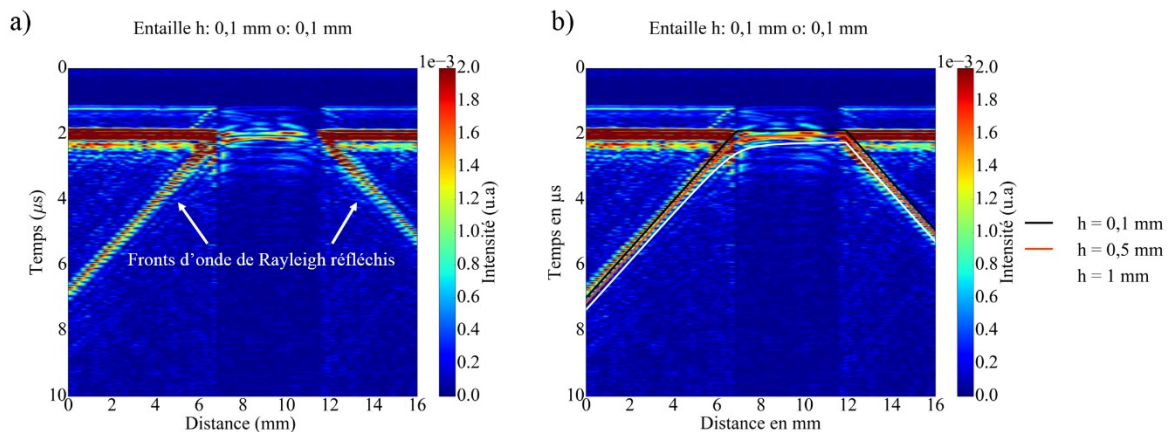 a)
Entaille h: 0,1 mm o: 0,1 mm
1e−3
0
2
4
6
8
10
Temps (μs)
0 2 4 6 8 10 12 14 16
Distance (mm)
Fronts d'onde de Rayleigh réfléchis
2.0
1.8
1.6
1.4
1.2
1.0
0.8
0.6
0.4
0.2
0.0
Intensité (u.a)
b)
Entaille h: 0,1 mm o: 0,1 mm
1e−3
0
2
4
6
8
10
Temps en μs
0 2 4 6 8 10 12 14 16
Distance en mm
2.0
1.8
1.6
1.4
1.2
1.0
0.8
0.6
0.4
0.2
0.0
Intensité (u.a)
h = 0,1 mm
h = 0,5 mm
h = 1 mm